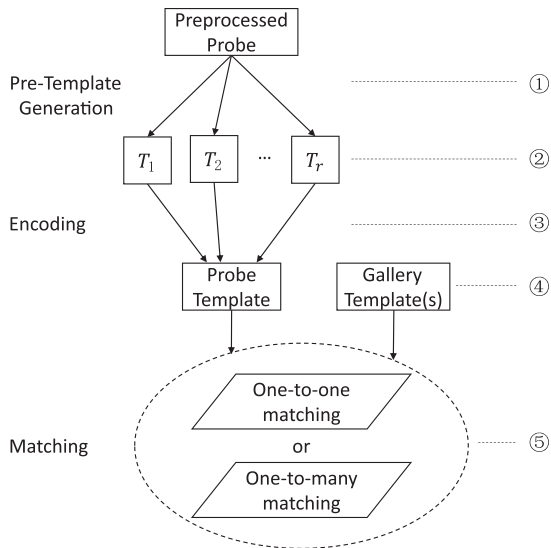 Preprocessed
Probe
Pre-Template
Generation
①
T₁
T₂
...
Tᵣ
②
Encoding
③
Probe
Template
Gallery
Template(s)
④
One-to-one
matching
Matching
or
⑤
One-to-many
matching